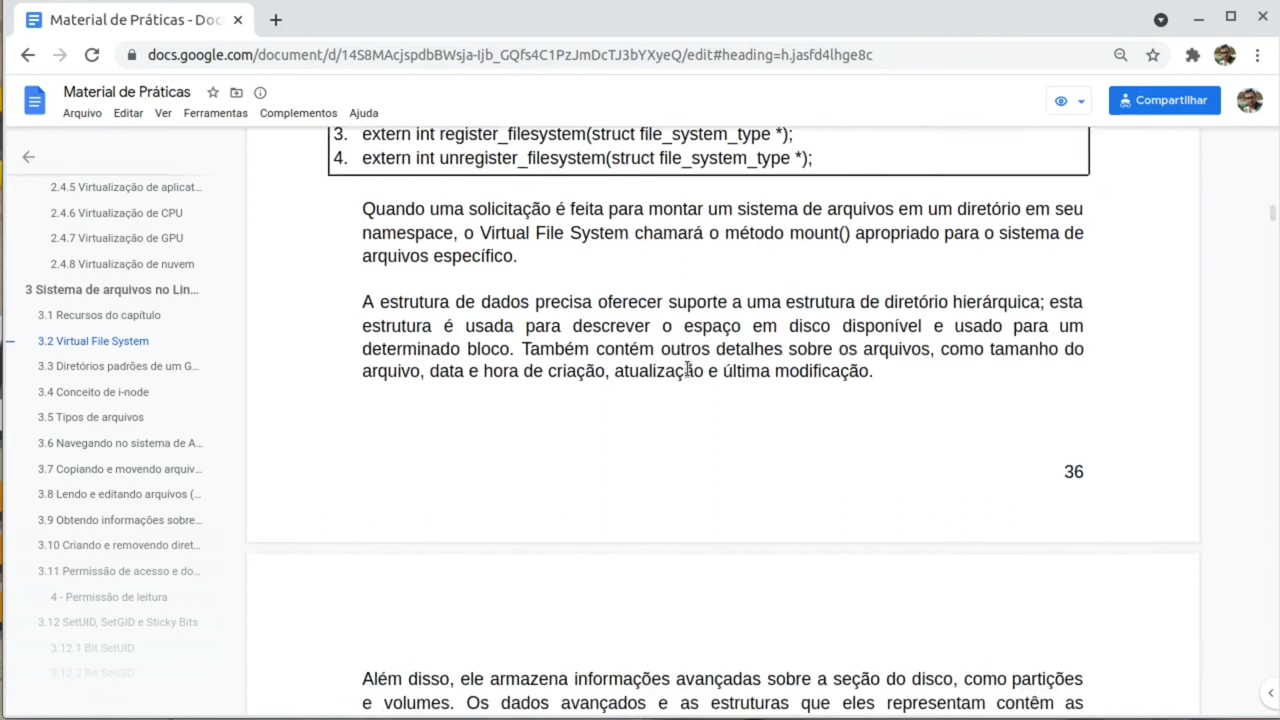 Material de Práticas - Doc
docs.google.com/document/d/14S8MAcjspdbBWsja-Ijb_GQfs4C1PzJmDcTJ3bYXyeQ/edit#heading=h.jasfd4lhge8c
Material de Práticas
Arquivo Editar Ver Ferramentas Complementos Ajuda
Compartilhar
2.4.5 Virtualização de aplicat...
2.4.6 Virtualização de CPU
2.4.7 Virtualização de GPU
2.4.8 Virtualização de nuvem
3 Sistema de arquivos no Lin...
3.1 Recursos do capítulo
3.2 Virtual File System
3.3 Diretórios padrões de um G...
3.4 Conceito de i-node
3.5 Tipos de arquivos
3.6 Navegando no sistema de A...
3.7 Copiando e movendo arquiv...
3.8 Lendo e editando arquivos (...
3.9 Obtendo informações sobre...
3.10 Criando e removendo diret...
3.11 Permissão de acesso e do...
4 - Permissão de leitura
3.12 SetUID, SetGID e Sticky Bits
3.12.1 Bit SetUID
3.12.2 Bit SetGID
3. extern int register_filesystem(struct file_system_type *);
4. extern int unregister_filesystem(struct file_system_type *);
Quando uma solicitação é feita para montar um sistema de arquivos em um diretório em seu
namespace, o Virtual File System chamará o método mount() apropriado para o sistema de
arquivos específico.
A estrutura de dados precisa oferecer suporte a uma estrutura de diretório hierárquica; esta
estrutura é usada para descrever o espaço em disco disponível e usado para um
determinado bloco. Também contém outros detalhes sobre os arquivos, como tamanho do
arquivo, data e hora de criação, atualização e última modificação.
36
Além disso, ele armazena informações avançadas sobre a seção do disco, como partições
e volumes. Os dados avançados e as estruturas que eles representam contêm as